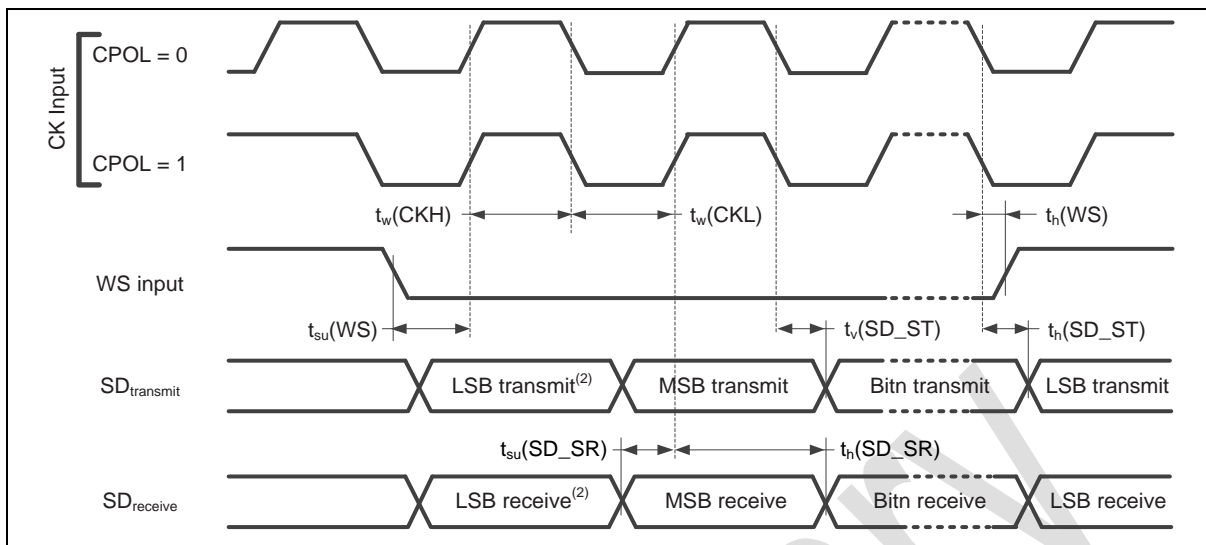 CK Input
CPOL = 0
CPOL = 1
tw(CKH)
tw(CKL)
th(WS)
WS input
tsu(WS)
tv(SD_ST)
th(SD_ST)
SDtransmit
LSB transmit(2)
MSB transmit
Bitn transmit
LSB transmit
tsu(SD_SR)
th(SD_SR)
SDreceive
LSB receive(2)
MSB receive
Bitn receive
LSB receive